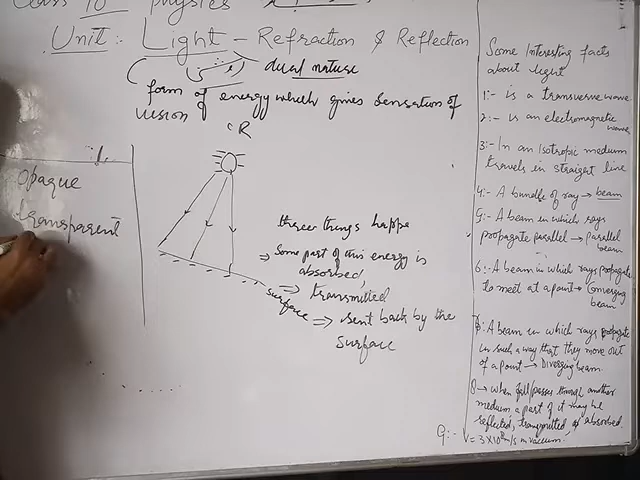 Class 10 Physics
Unit:- Light - Refraction & Reflection
dual nature
form of energy which gives sensation of
vision
opaque
transparent
three things happe
⇒ Some part of this energy is
absorbed,
⇒ transmitted
surface ⇒ sent back by the
surface
Some Interesting facts
about light
1:- is a transverse wave
2:- is an electromagnetic
wave
3:- In an Isotropic medium
travels in straight line
4:- A bundle of ray → beam
5:- A beam in which rays
propagate parallel → parallel
beam
6:- A beam in which rays propagate
to meet at a point → Converging
beam
7:- A beam in which rays propagate
in such a way that they move out
of a point → Diverging beam.
8 → when fall/passes through another
medium a part of it may be
reflected, transmitted, or absorbed.
9:- V = 3×10⁸ m/s in vacuum.